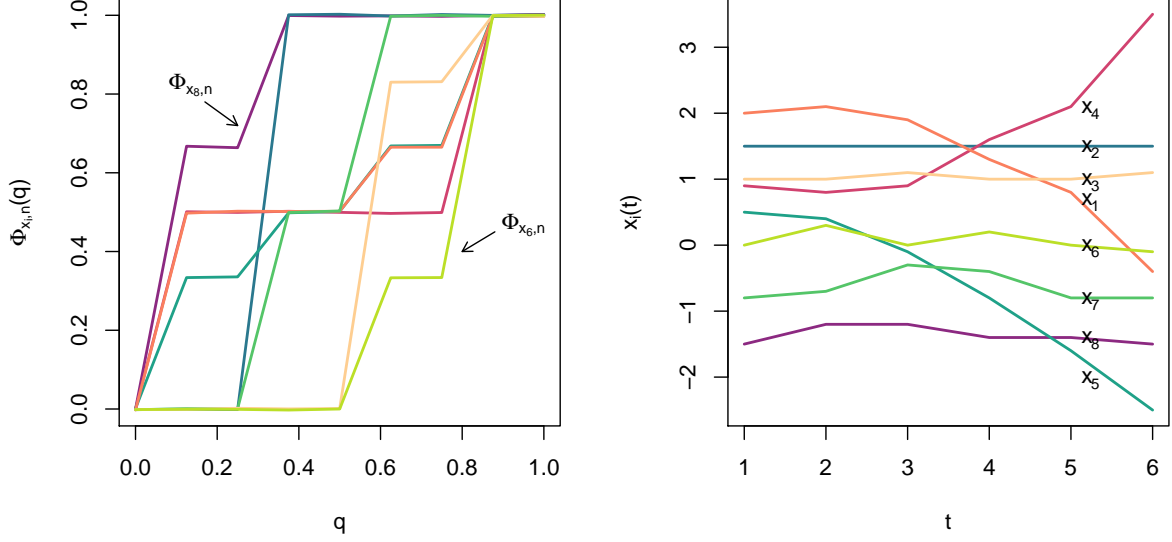 Φx₈,n
Φx₆,n
Φxᵢ,n(q)
0.0
0.2
0.4
0.6
0.8
1.0
0.0 0.2 0.4 0.6 0.8 1.0
q
x₄
x₂
x₃
x₁
x₆
x₇
x₈
x₅
xᵢ(t)
−2
−1
0
1
2
3
1 2 3 4 5 6
t